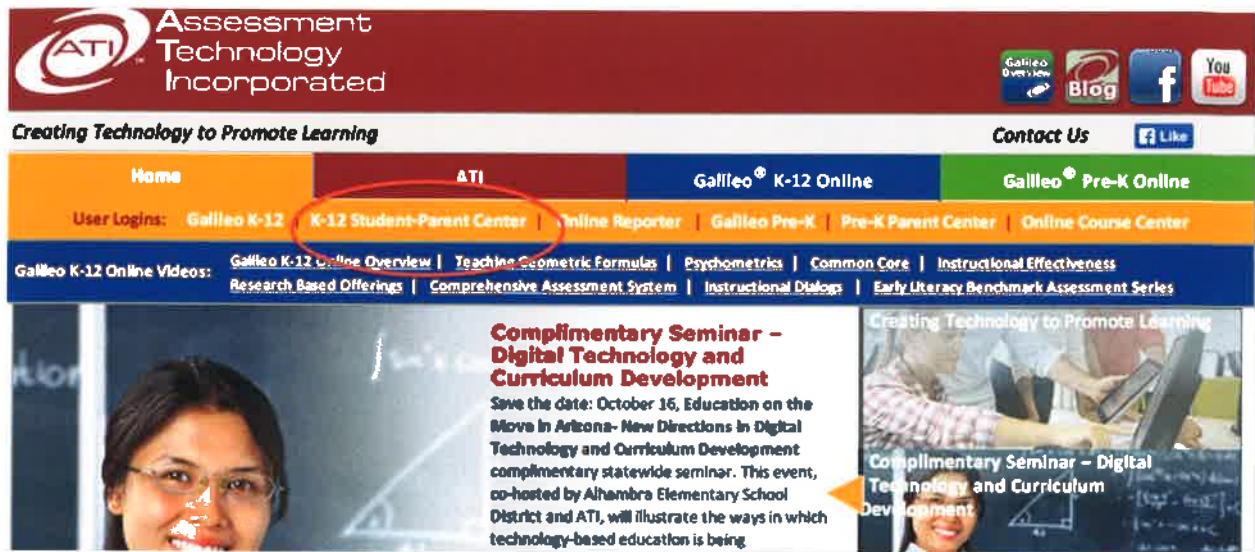 ATI
Assessment
Technology
Incorporated
Galileo
Overview
Blog
f
You
Tube
Creating Technology to Promote Learning
Contact Us
f Like
Home
ATI
Galileo® K-12 Online
Galileo® Pre-K Online
User Logins: Galileo K-12 | K-12 Student-Parent Center | Online Reporter | Galileo Pre-K | Pre-K Parent Center | Online Course Center
Galileo K-12 Online Videos:
Galileo K-12 Online Overview | Teaching Geometric Formulas | Psychometrics | Common Core | Instructional Effectiveness
Research Based Offerings | Comprehensive Assessment System | Instructional Dialogs | Early Literacy Benchmark Assessment Series
Complimentary Seminar –
Digital Technology and
Curriculum Development
Save the date: October 16, Education on the
Move in Arizona- New Directions in Digital
Technology and Curriculum Development
complimentary statewide seminar. This event,
co-hosted by Alhambra Elementary School
District and ATI, will illustrate the ways in which
technology-based education is being
Creating Technology to Promote Learning
Complimentary Seminar – Digital
Technology and Curriculum
Development